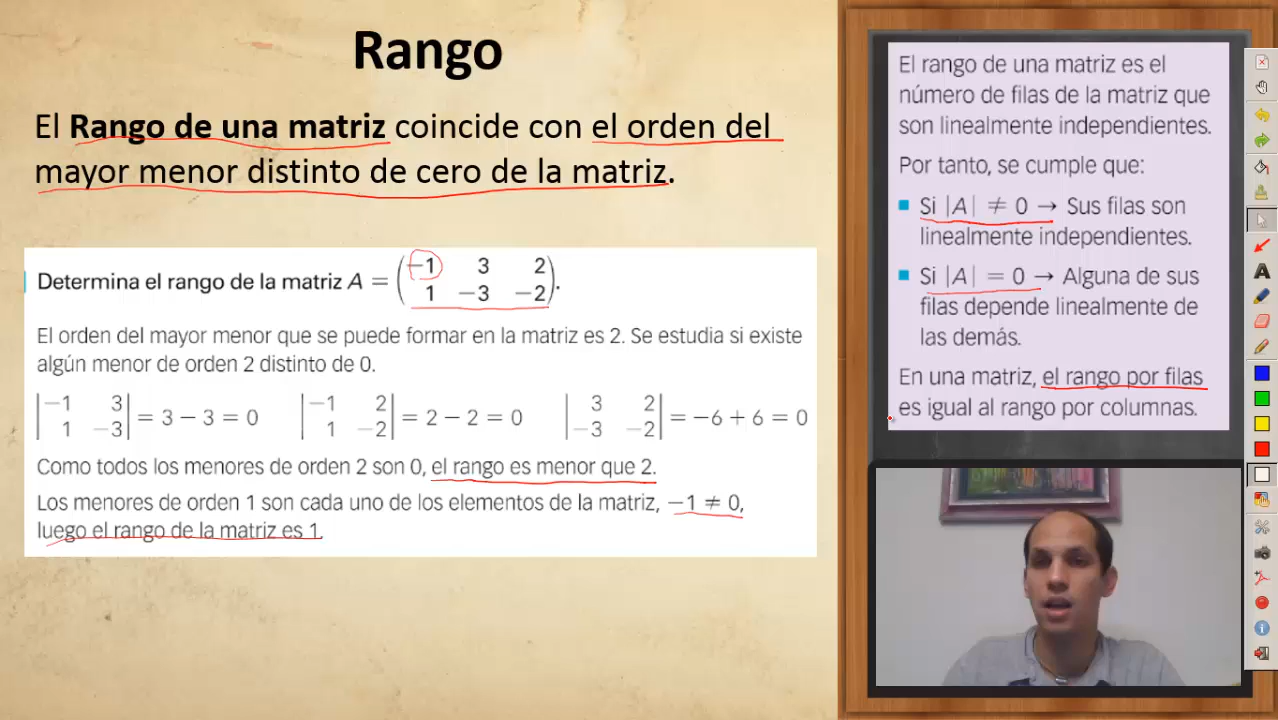 Rango
El Rango de una matriz coincide con el orden del
mayor menor distinto de cero de la matriz.
Determina el rango de la matriz A = (−1 3 2
1 −3 −2).
El orden del mayor menor que se puede formar en la matriz es 2. Se estudia si existe
algún menor de orden 2 distinto de 0.
|−1 3
1 −3| = 3 − 3 = 0
|−1 2
1 −2| = 2 − 2 = 0
|3 2
−3 −2| = −6 + 6 = 0
Como todos los menores de orden 2 son 0, el rango es menor que 2.
Los menores de orden 1 son cada uno de los elementos de la matriz, −1 ≠ 0,
luego el rango de la matriz es 1.
El rango de una matriz es el
número de filas de la matriz que
son linealmente independientes.
Por tanto, se cumple que:
Si |A| ≠ 0 → Sus filas son
linealmente independientes.
Si |A| = 0 → Alguna de sus
filas depende linealmente de
las demás.
En una matriz, el rango por filas
es igual al rango por columnas.